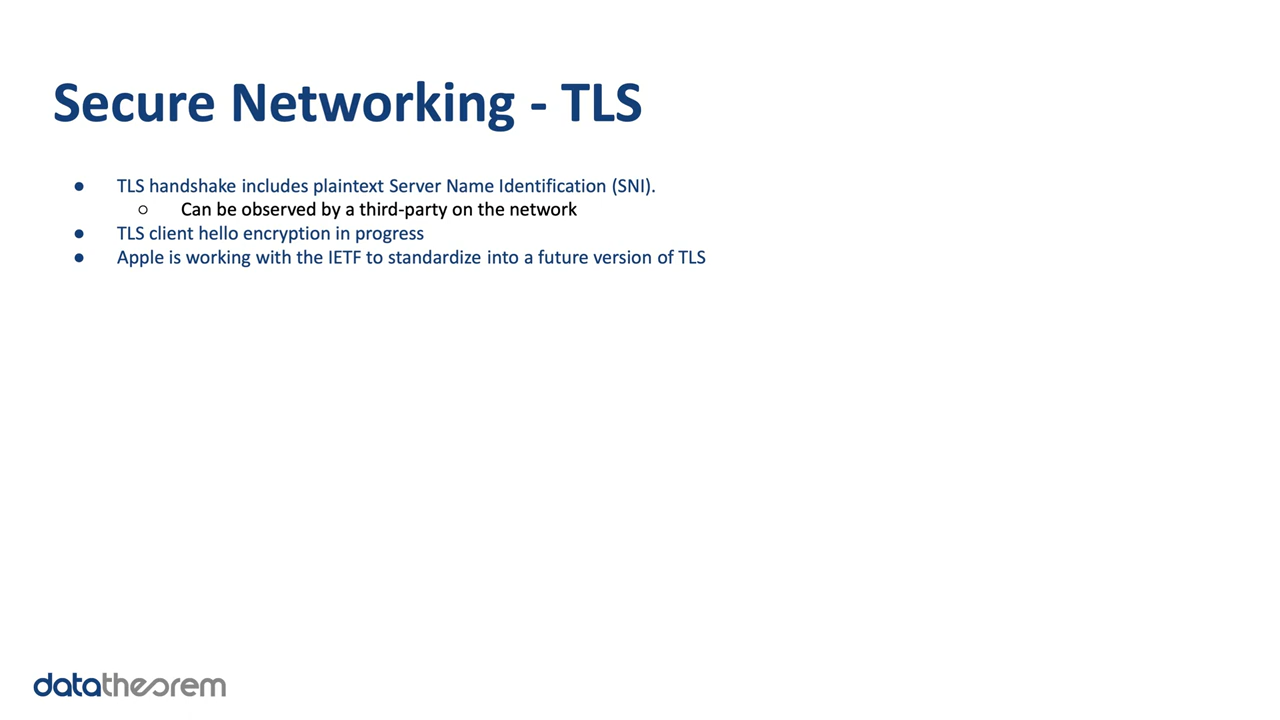 Secure Networking - TLS
● TLS handshake includes plaintext Server Name Identification (SNI).
○ Can be observed by a third-party on the network
● TLS client hello encryption in progress
● Apple is working with the IETF to standardize into a future version of TLS
datatheorem